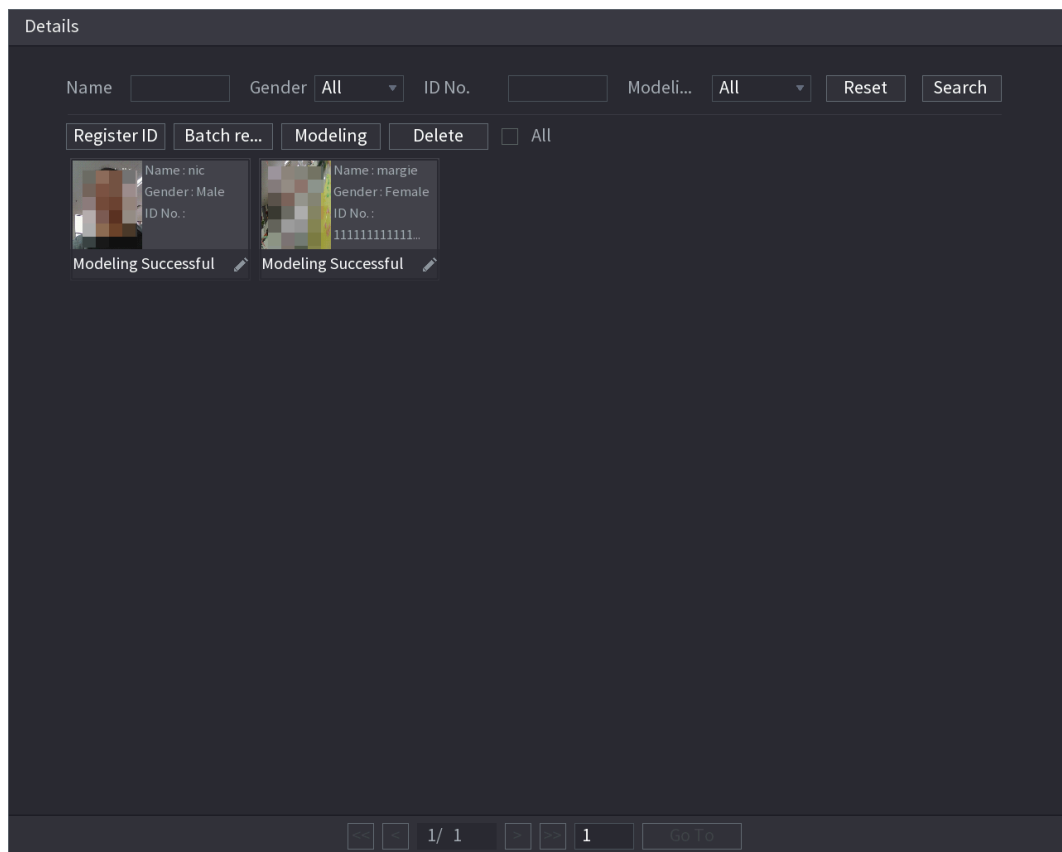 Details
Name Gender All ID No. Modeli... All Reset Search
Register ID Batch re... Modeling Delete All
Name : nic
Gender : Male
ID No. :
Modeling Successful
Name : margie
Gender : Female
ID No. :
111111111111...
Modeling Successful
<< < 1/ 1 > >> 1 Go To